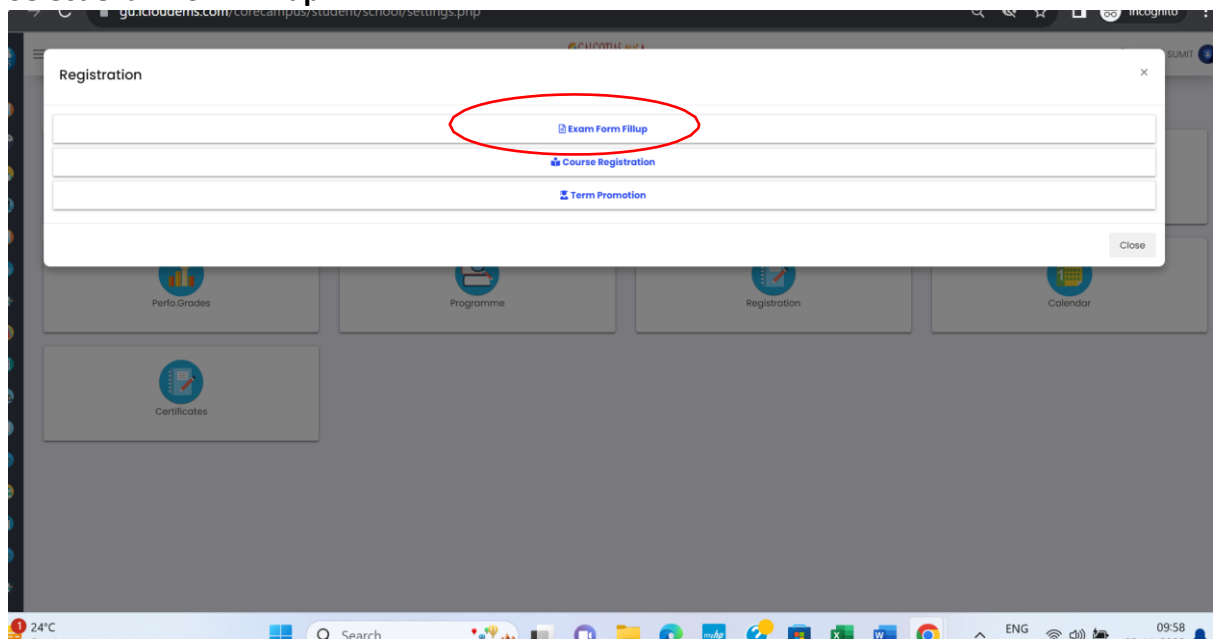 gu.icloudems.com/corecampus/student/school/settings.php
Incognito
SUMIT
Registration
×
Exam Form Fillup
Course Registration
Term Promotion
Close
Perfo.Grades
Programme
Registration
Calendar
Certificates
1
24°C
Search
ENG
09:58